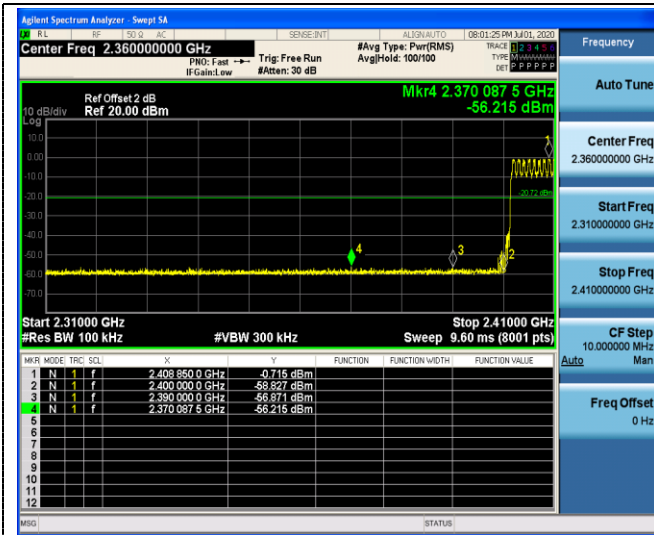 Agilent Spectrum Analyzer - Swept SA
RL RF 50 Ω AC SENSE:INT ALIGN AUTO 08:01:25 PM Jul 01, 2020
Center Freq 2.360000000 GHz #Avg Type: Pwr(RMS) TRACE 1 2 3 4 5 6
PNO: Fast Trig: Free Run Avg|Hold: 100/100 TYPE M
IFGain:Low #Atten: 30 dB DET P P P P P P
Ref Offset 2 dB Mkr4 2.370 087 5 GHz
10 dB/div Ref 20.00 dBm -56.215 dBm
Log
10.0
0.00
-10.0
-20.0
-30.0
-40.0
-50.0
-60.0
-70.0
1
-20.72 dBm
4
3
2
Start 2.31000 GHz Stop 2.41000 GHz
#Res BW 100 kHz #VBW 300 kHz Sweep 9.60 ms (8001 pts)
MKR MODE TRC SCL X Y FUNCTION FUNCTION WIDTH FUNCTION VALUE
1 N 1 f 2.408 850 0 GHz -0.715 dBm
2 N 1 f 2.400 000 0 GHz -58.827 dBm
3 N 1 f 2.390 000 0 GHz -56.871 dBm
4 N 1 f 2.370 087 5 GHz -56.215 dBm
5
6
7
8
9
10
11
12
MSG STATUS
Frequency
Auto Tune
Center Freq
2.360000000 GHz
Start Freq
2.310000000 GHz
Stop Freq
2.410000000 GHz
CF Step
10.000000 MHz
Auto Man
Freq Offset
0 Hz